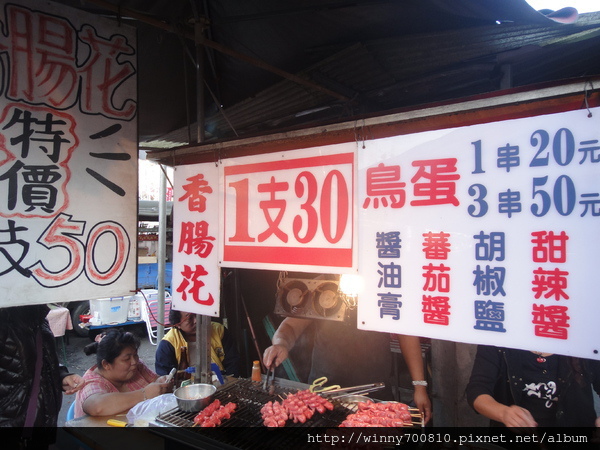 腸花
特價
支50
香腸花
1支30
鳥蛋
1串20元
3串50元
醬油膏
蕃茄醬
胡椒鹽
甜辣醬
http://winny700810.pixnet.net/album